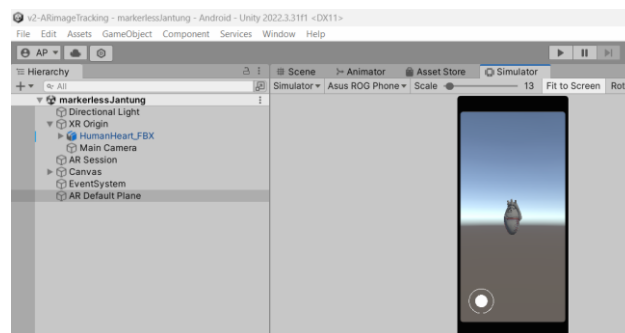 v2-ARimageTracking - markerlessJantung - Android - Unity 2022.3.31f1 <DX11>
File Edit Assets GameObject Component Services Window Help
AP
Hierarchy
Scene Animator Asset Store Simulator
All
Simulator Asus ROG Phone Scale 13 Fit to Screen Rot
markerlessJantung
Directional Light
XR Origin
HumanHeart_FBX
Main Camera
AR Session
Canvas
EventSystem
AR Default Plane